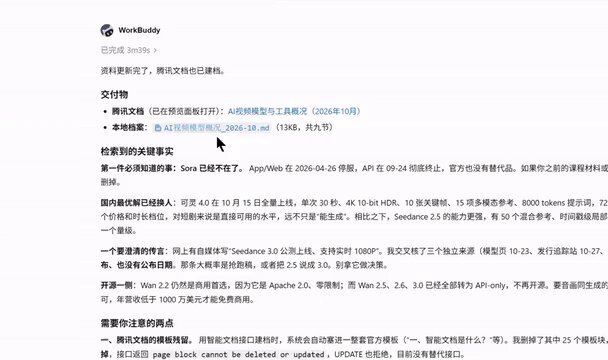 WorkBuddy
已完成 3m39s >
资料更新完了，腾讯文档也已建档。
交付物
• 腾讯文档（已在预览面板打开）：AI视频模型与工具概况（2026年10月）
• 本地档案： AI视频模型概况_2026-10.md （13KB，共九节）
检索到的关键事实
第一件必须知道的事：Sora 已经不在了。 App/Web 在 2026-04-26 停服，API 在 09-24 彻底终止，官方也没有替代品。如果你之前的课程材料或
删掉。
国内最优解已经换人：可灵 4.0 在 10 月 15 日全量上线，单次 30 秒、4K 10-bit HDR、10 张关键帧、15 项多模态参考、8000 tokens 提示词，72
个价格和时长档位，对短剧来说是直接可用的水平，远不只是“能生成”。相比之下，Seedance 2.5 的能力更强，有 50 个混合参考、时间戳级局部
一个量级。
一个要澄清的传言：网上有自媒体写“Seedance 3.0 公测上线、支持实时 1080P”。我交叉核了三个独立来源（模型页 10-23、发行追踪站 10-27、
布、也没有公布日期。那条大概率是抢跑稿，或者把 2.5 说成 3.0。别拿它做决策。
开源一侧：Wan 2.2 仍然是商用首选，因为它是 Apache 2.0、零限制；而 Wan 2.5、2.6、3.0 已经全部转为 API-only，不再开源。要音画同生成的
可，年营收低于 1000 万美元才能免费商用。
需要你注意的两点
一、腾讯文档的模板残留。 用智能文档接口建档时，系统会自动塞进一整套官方模板（“一、智能文档是什么？”等）。我删掉了其中 25 个模板块，
掉，接口返回 page block cannot be deleted or updated，UPDATE 也拒绝，目前没有替代接口。